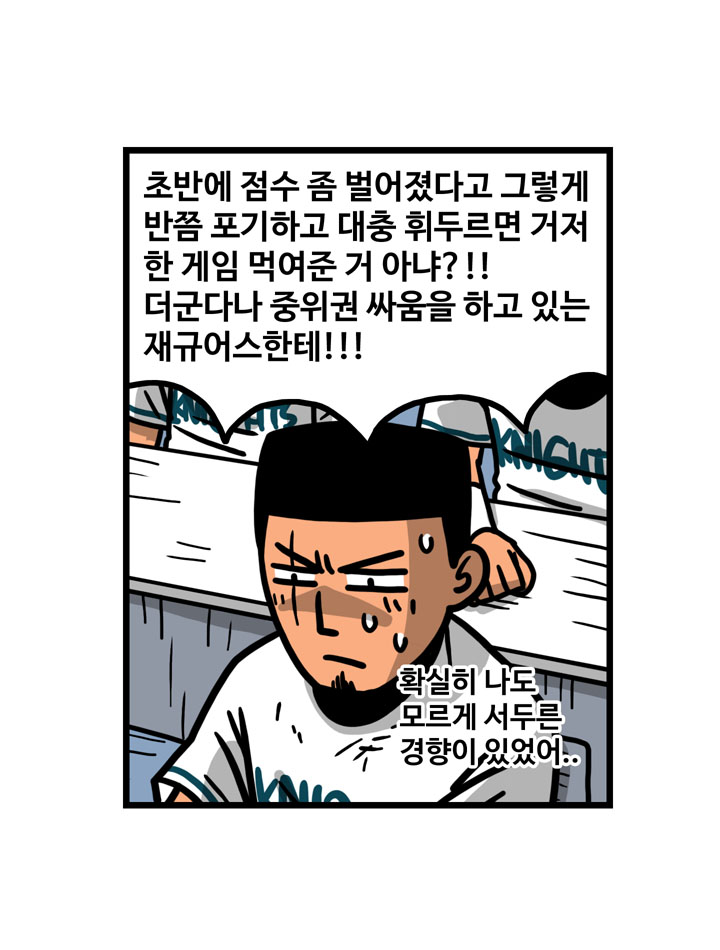 초반에 점수 좀 벌어졌다고 그렇게
반쯤 포기하고 대충 휘두르면 거저
한 게임 먹여준 거 아냐?!!
더군다나 중위권 싸움을 하고 있는
재규어스한테!!!
KNIGHTS
KNIGHTS
확실히 나도
모르게 서두른
경향이 있었어..